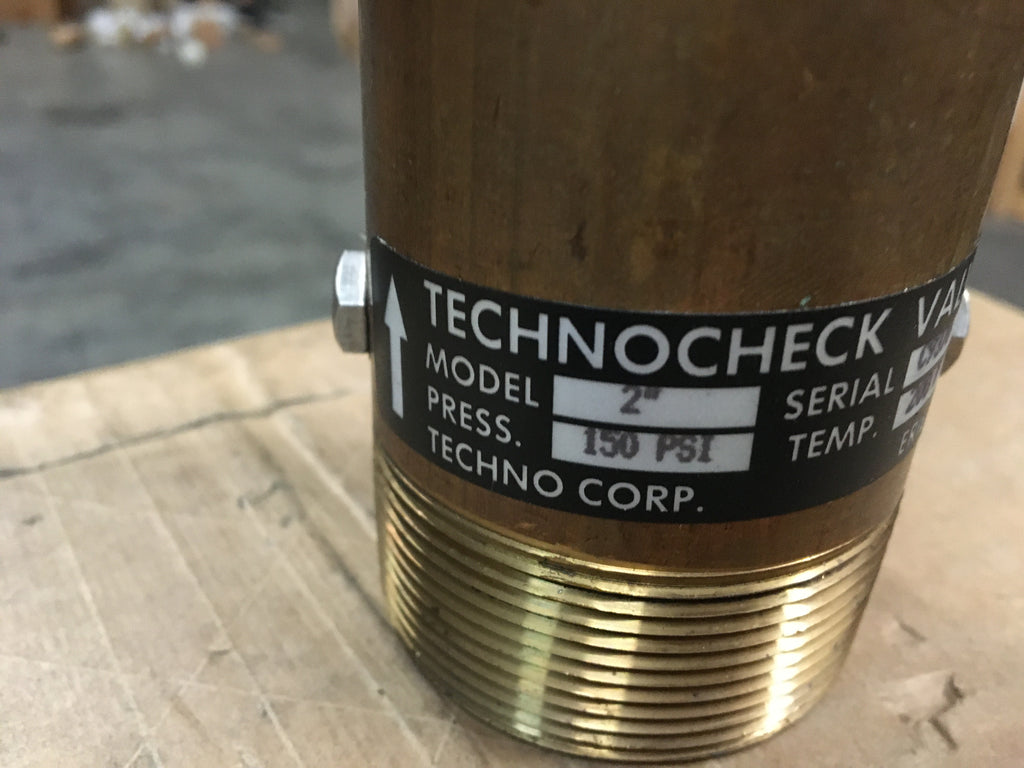 TECHNOCHECK
MODEL 2" SERIAL
PRESS. 150 PSI TEMP.
TECHNO CORP.